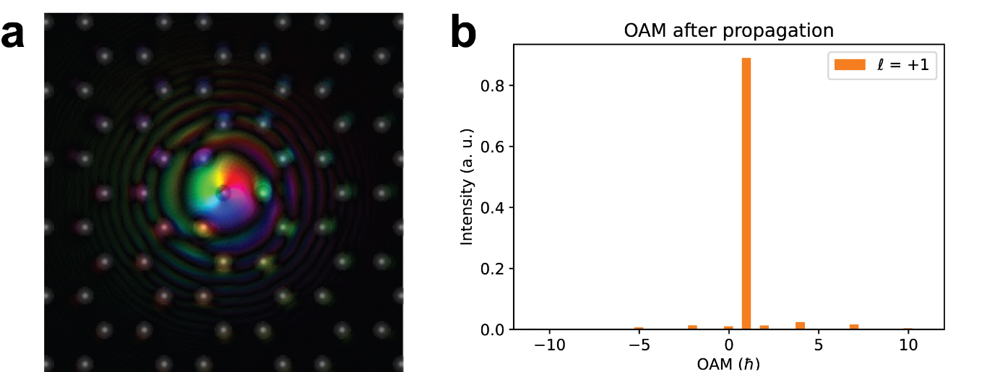 a
b
OAM after propagation
ℓ = +1
Intensity (a. u.)
0.8
0.6
0.4
0.2
0.0
−10 −5 0 5 10
OAM (ℏ)